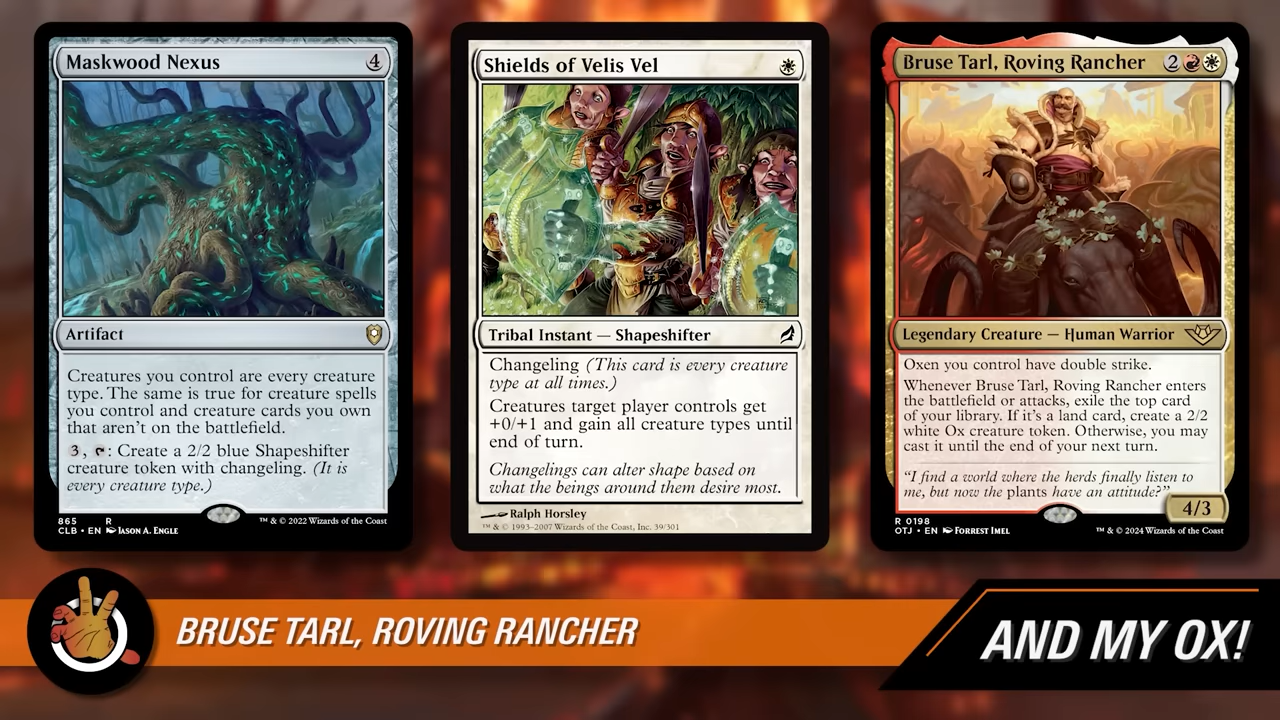 Maskwood Nexus 4
Artifact
Creatures you control are every creature
type. The same is true for creature spells
you control and creature cards you own
that aren't on the battlefield.
3, : Create a 2/2 blue Shapeshifter
creature token with changeling. (It is
every creature type.)
865 R
CLB • EN Iason A. Engle
™ & © 2022 Wizards of the Coast
Shields of Velis Vel
Tribal Instant — Shapeshifter
Changeling (This card is every creature
type at all times.)
Creatures target player controls get
+0/+1 and gain all creature types until
end of turn.
Changelings can alter shape based on
what the beings around them desire most.
Ralph Horsley
™ & © 1993–2007 Wizards of the Coast, Inc. 39/301
Bruse Tarl, Roving Rancher 2
Legendary Creature — Human Warrior
Oxen you control have double strike.
Whenever Bruse Tarl, Roving Rancher enters
the battlefield or attacks, exile the top card
of your library. If it's a land card, create a 2/2
white Ox creature token. Otherwise, you may
cast it until the end of your next turn.
"I find a world where the herds finally listen to
me, but now the plants have an attitude?"
4/3
R 0198
OTJ • EN Forrest Imel
™ & © 2024 Wizards of the Coast
BRUSE TARL, ROVING RANCHER
AND MY OX!